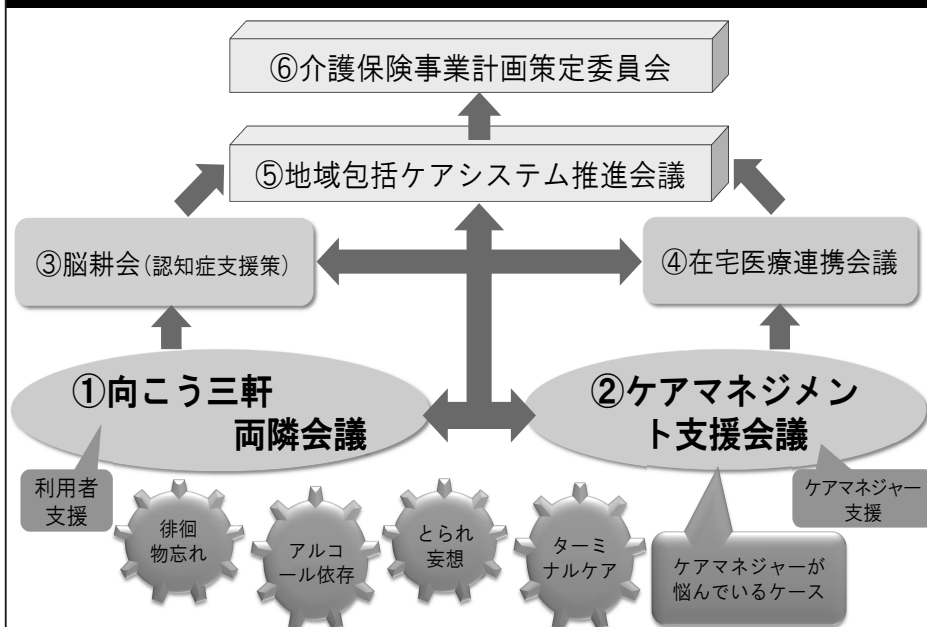 ⑥介護保険事業計画策定委員会
⑤地域包括ケアシステム推進会議
③脳耕会(認知症支援策)
④在宅医療連携会議
①向こう三軒
両隣会議
②ケアマネジメン
ト支援会議
利用者
支援
ケアマネジャー
支援
徘徊
物忘れ
アルコ
ール依存
とられ
妄想
ターミ
ナルケア
ケアマネジャーが
悩んでいるケース